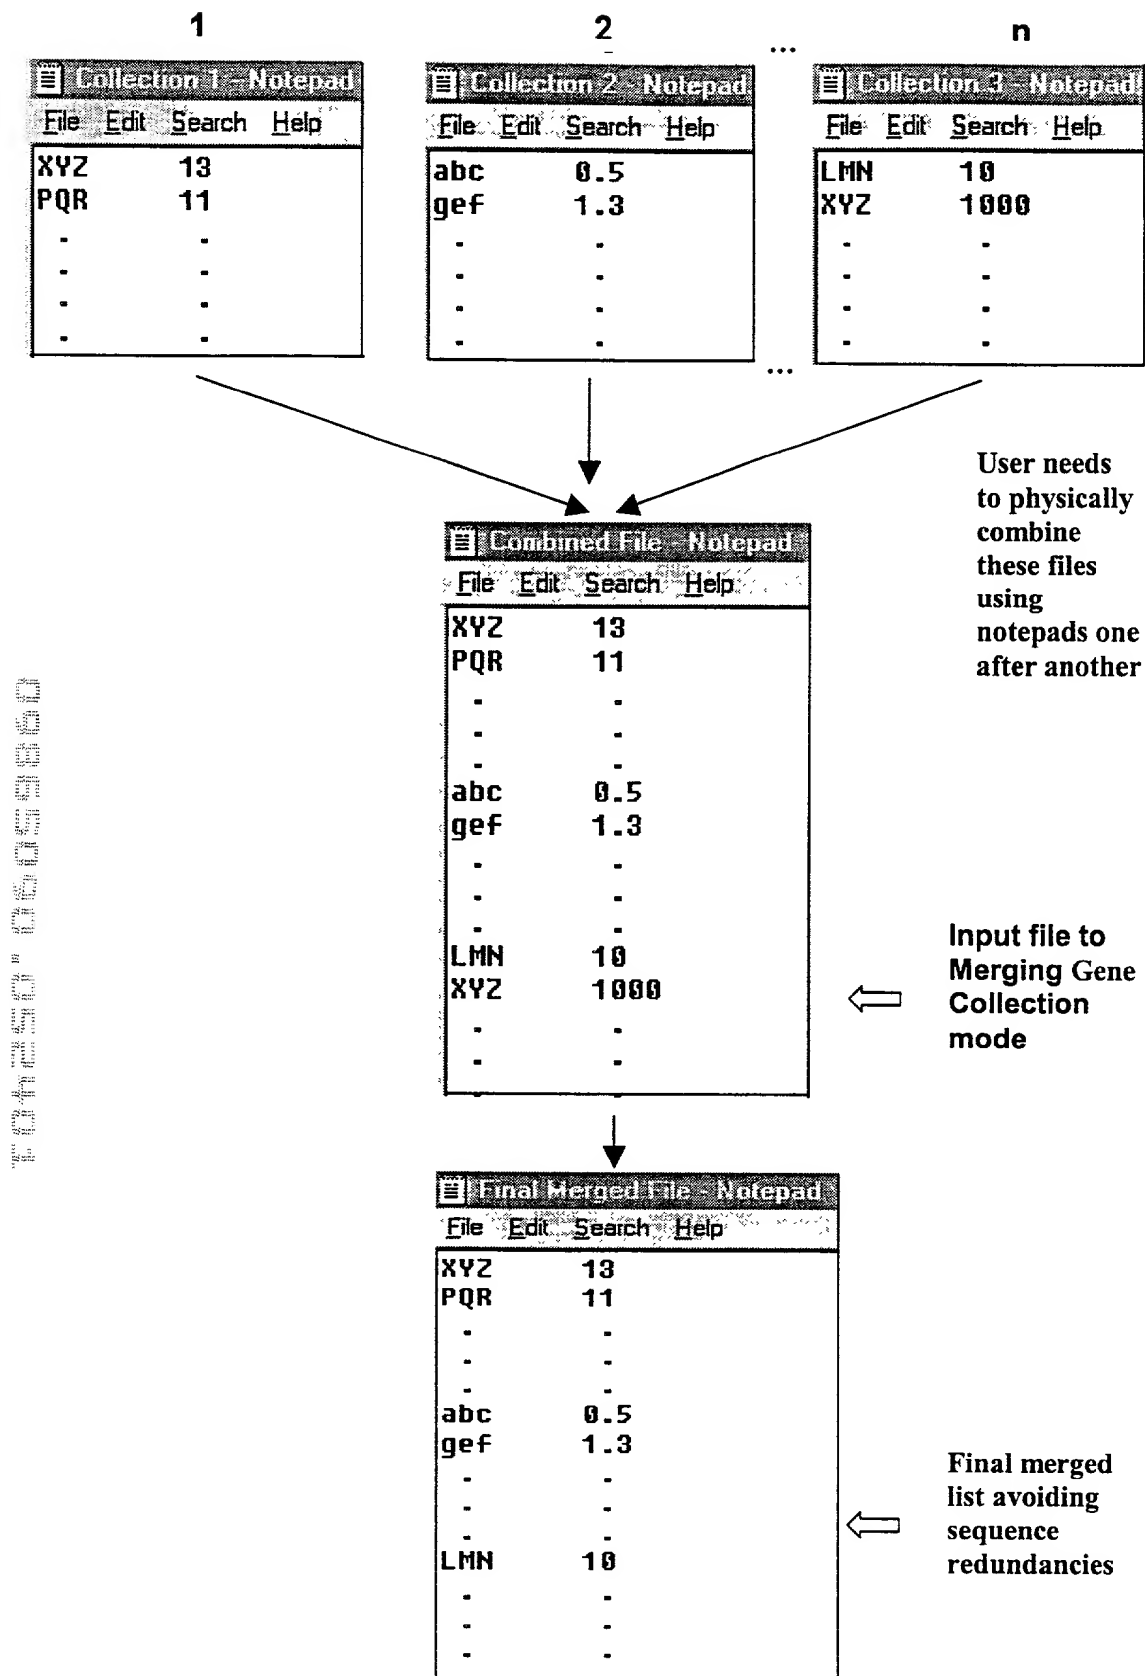 1
2
...
n
Collection 1 - Notepad
File Edit Search Help
XYZ 13
PQR 11
- -
- -
- -
- -
Collection 2 - Notepad
File Edit Search Help
abc 0.5
gef 1.3
- -
- -
- -
- -
Collection 3 - Notepad
File Edit Search Help
LMN 10
XYZ 1000
- -
- -
- -
- -
...
User needs
to physically
combine
these files
using
notepads one
after another
Combined File - Notepad
File Edit Search Help
XYZ 13
PQR 11
- -
- -
- -
abc 0.5
gef 1.3
- -
- -
- -
LMN 10
XYZ 1000
- -
- -
- -
Input file to
Merging Gene
Collection
mode
Final Merged File - Notepad
File Edit Search Help
XYZ 13
PQR 11
- -
- -
- -
abc 0.5
gef 1.3
- -
- -
- -
LMN 10
- -
- -
- -
Final merged
list avoiding
sequence
redundancies